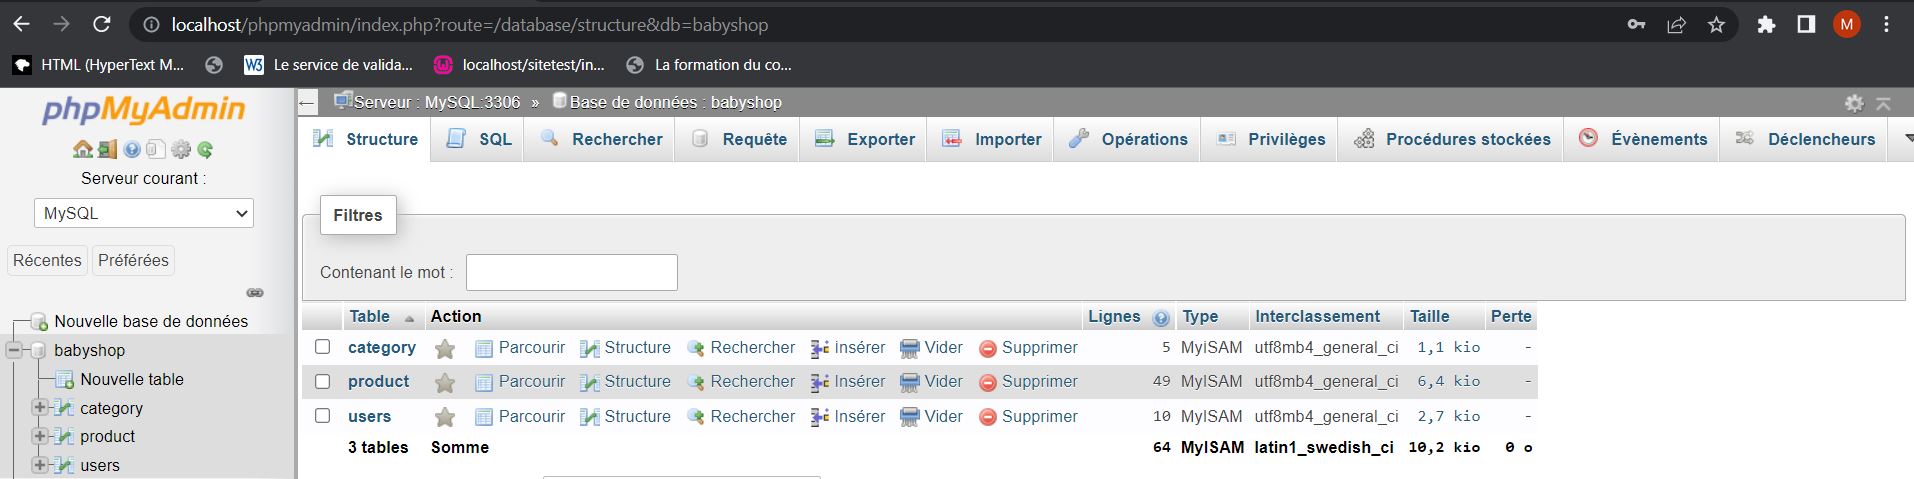 localhost/phpmyadmin/index.php?route=/database/structure&db=babyshop
M
HTML (HyperText M...
W3
Le service de valida...
localhost/sitetest/in...
La formation du co...
phpMyAdmin
Serveur courant :
MySQL
Récentes
Préférées
Nouvelle base de données
babyshop
Nouvelle table
category
product
users
Serveur : MySQL:3306 » Base de données : babyshop
Structure SQL Rechercher Requête Exporter Importer Opérations Privilèges Procédures stockées Évènements Déclencheurs
Filtres
Contenant le mot :
Table Action Lignes Type Interclassement Taille Perte
category Parcourir Structure Rechercher Insérer Vider Supprimer 5 MyISAM utf8mb4_general_ci 1,1 kio -
product Parcourir Structure Rechercher Insérer Vider Supprimer 49 MyISAM utf8mb4_general_ci 6,4 kio -
users Parcourir Structure Rechercher Insérer Vider Supprimer 10 MyISAM utf8mb4_general_ci 2,7 kio -
3 tables Somme 64 MyISAM latin1_swedish_ci 10,2 kio 0 o